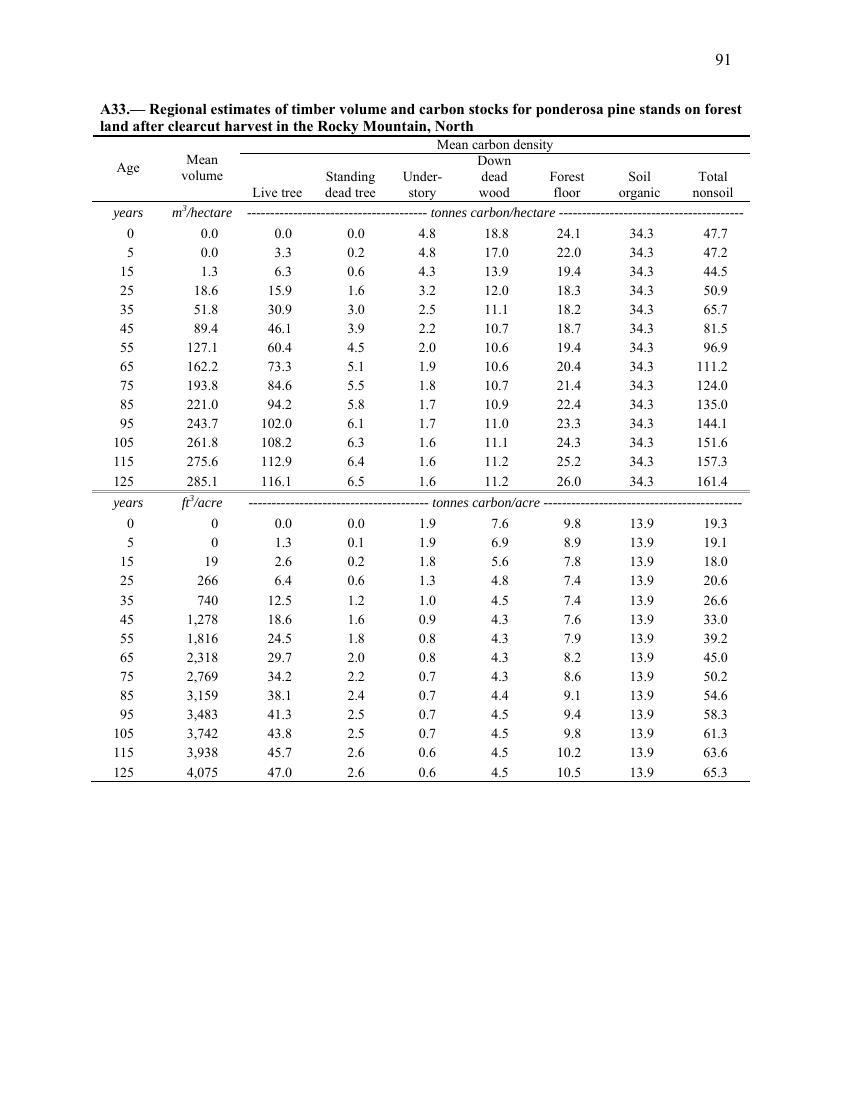 91
A33.— Regional estimates of timber volume and carbon stocks for ponderosa pine stands on forest
land after clearcut harvest in the Rocky Mountain, North
Age Mean volume Mean carbon density
Live tree Standing dead tree Under-story Down dead wood Forest floor Soil organic Total nonsoil
years m³/hectare --------------------------------------- tonnes carbon/hectare ----------------------------------------
0 0.0 0.0 0.0 4.8 18.8 24.1 34.3 47.7
5 0.0 3.3 0.2 4.8 17.0 22.0 34.3 47.2
15 1.3 6.3 0.6 4.3 13.9 19.4 34.3 44.5
25 18.6 15.9 1.6 3.2 12.0 18.3 34.3 50.9
35 51.8 30.9 3.0 2.5 11.1 18.2 34.3 65.7
45 89.4 46.1 3.9 2.2 10.7 18.7 34.3 81.5
55 127.1 60.4 4.5 2.0 10.6 19.4 34.3 96.9
65 162.2 73.3 5.1 1.9 10.6 20.4 34.3 111.2
75 193.8 84.6 5.5 1.8 10.7 21.4 34.3 124.0
85 221.0 94.2 5.8 1.7 10.9 22.4 34.3 135.0
95 243.7 102.0 6.1 1.7 11.0 23.3 34.3 144.1
105 261.8 108.2 6.3 1.6 11.1 24.3 34.3 151.6
115 275.6 112.9 6.4 1.6 11.2 25.2 34.3 157.3
125 285.1 116.1 6.5 1.6 11.2 26.0 34.3 161.4
years ft³/acre --------------------------------------- tonnes carbon/acre -------------------------------------------
0 0 0.0 0.0 1.9 7.6 9.8 13.9 19.3
5 0 1.3 0.1 1.9 6.9 8.9 13.9 19.1
15 19 2.6 0.2 1.8 5.6 7.8 13.9 18.0
25 266 6.4 0.6 1.3 4.8 7.4 13.9 20.6
35 740 12.5 1.2 1.0 4.5 7.4 13.9 26.6
45 1,278 18.6 1.6 0.9 4.3 7.6 13.9 33.0
55 1,816 24.5 1.8 0.8 4.3 7.9 13.9 39.2
65 2,318 29.7 2.0 0.8 4.3 8.2 13.9 45.0
75 2,769 34.2 2.2 0.7 4.3 8.6 13.9 50.2
85 3,159 38.1 2.4 0.7 4.4 9.1 13.9 54.6
95 3,483 41.3 2.5 0.7 4.5 9.4 13.9 58.3
105 3,742 43.8 2.5 0.7 4.5 9.8 13.9 61.3
115 3,938 45.7 2.6 0.6 4.5 10.2 13.9 63.6
125 4,075 47.0 2.6 0.6 4.5 10.5 13.9 65.3